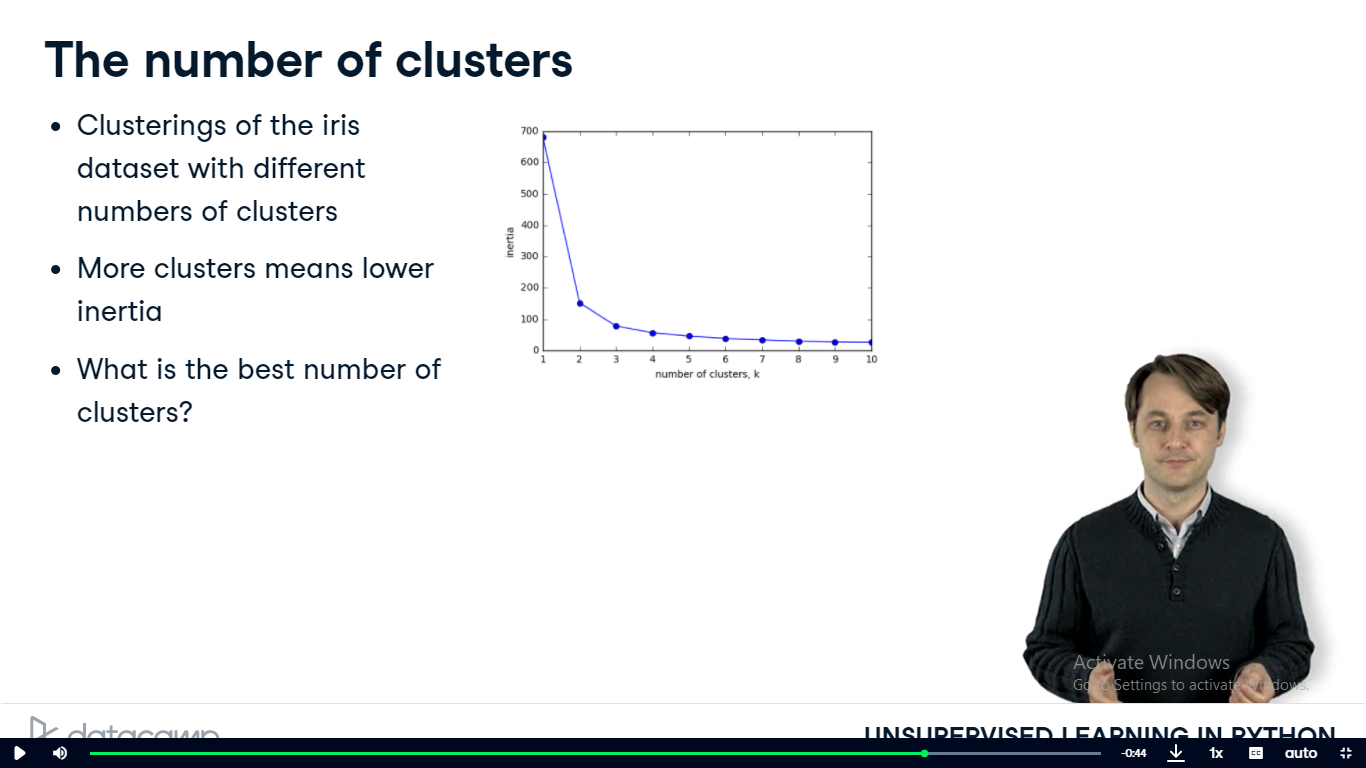 The number of clusters
Clusterings of the iris
dataset with different
numbers of clusters
More clusters means lower
inertia
What is the best number of
clusters?
700
600
500
400
300
200
100
0
inertia
1 2 3 4 5 6 7 8 9 10
number of clusters, k
Activate Windows
Go to Settings to activate Windows.
datacamp
UNSUPERVISED LEARNING IN PYTHON
-0:44
1x
CC
auto